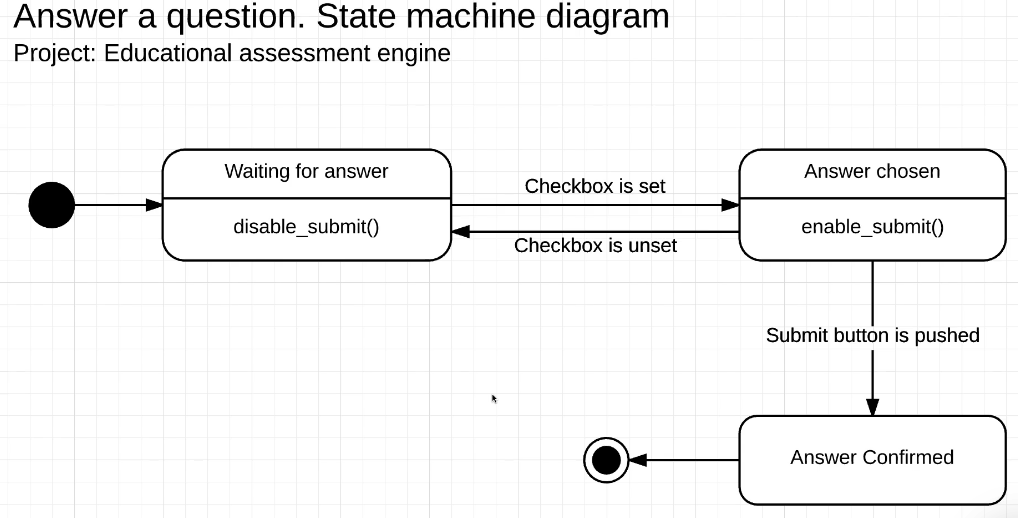 Answer a question. State machine diagram
Project: Educational assessment engine
Waiting for answer
disable_submit()
Checkbox is set
Checkbox is unset
Answer chosen
enable_submit()
Submit button is pushed
Answer Confirmed